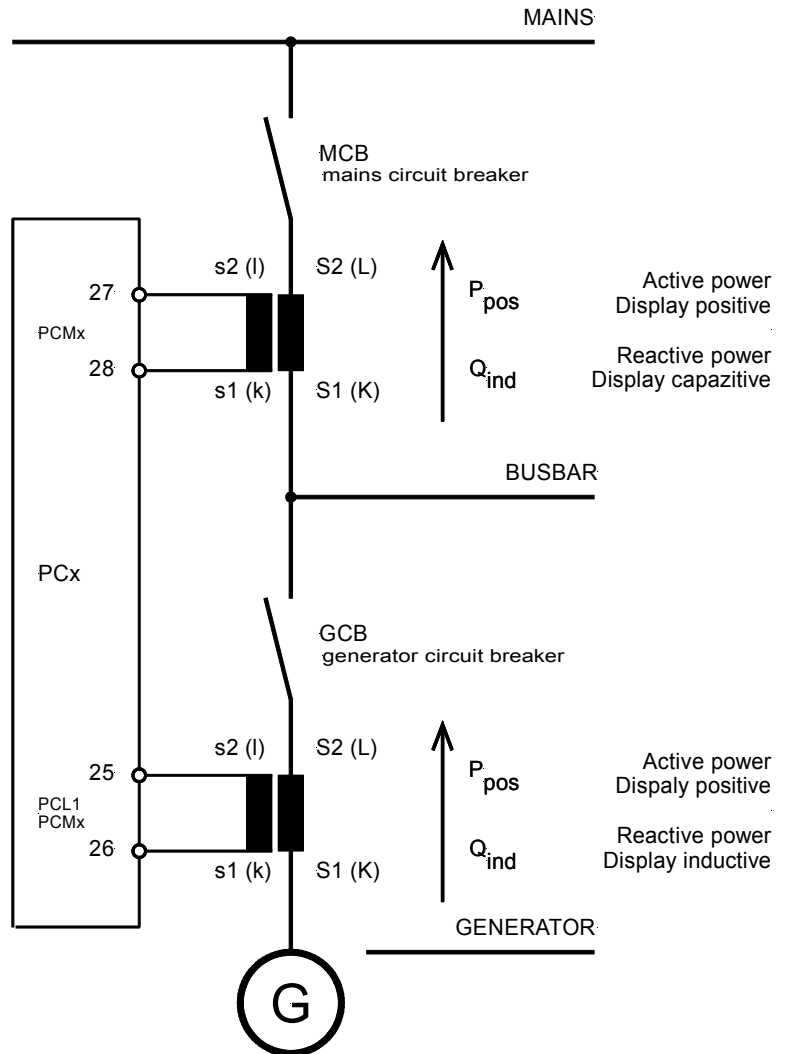 MAINS
MCB
mains circuit breaker
s2 (l)
S2 (L)
27
PCMx
28
s1 (k)
S1 (K)
P pos
Active power
Display positive
Q ind
Reactive power
Display capazitive
BUSBAR
PCx
GCB
generator circuit breaker
s2 (l)
S2 (L)
25
PCL1
PCMx
26
s1 (k)
S1 (K)
P pos
Active power
Dispaly positive
Q ind
Reactive power
Display inductive
GENERATOR
G